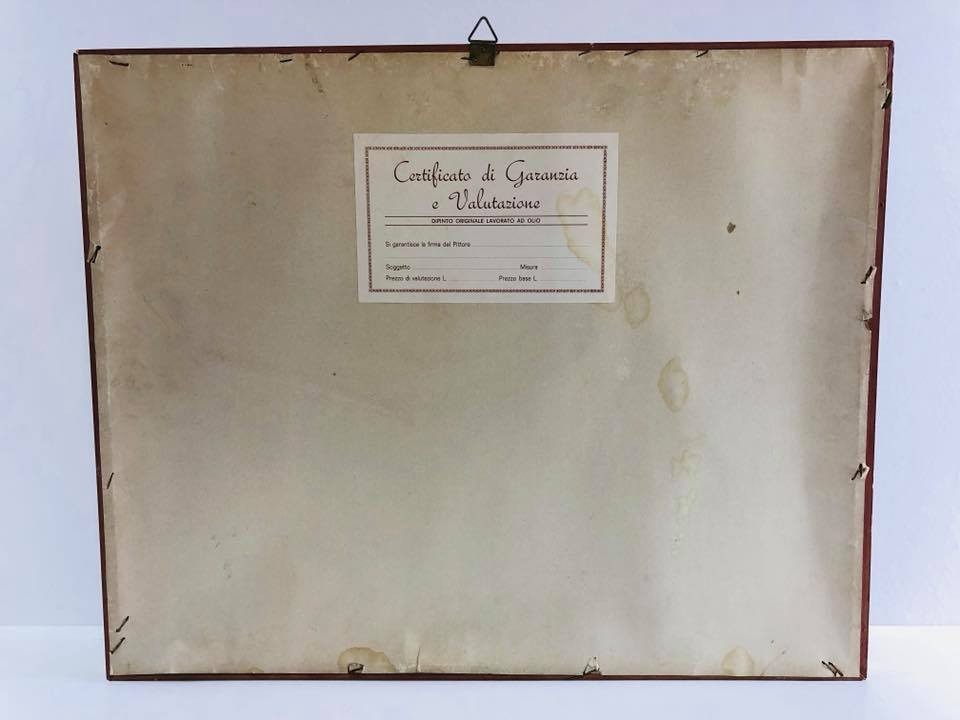 Certificato di Garanzia
e Valutazione
DIPINTO ORIGINALE LAVORATO AD OLIO
Si garantisce la firma del Pittore
Soggetto Misura
Prezzo di valutazione L. Prezzo base L.